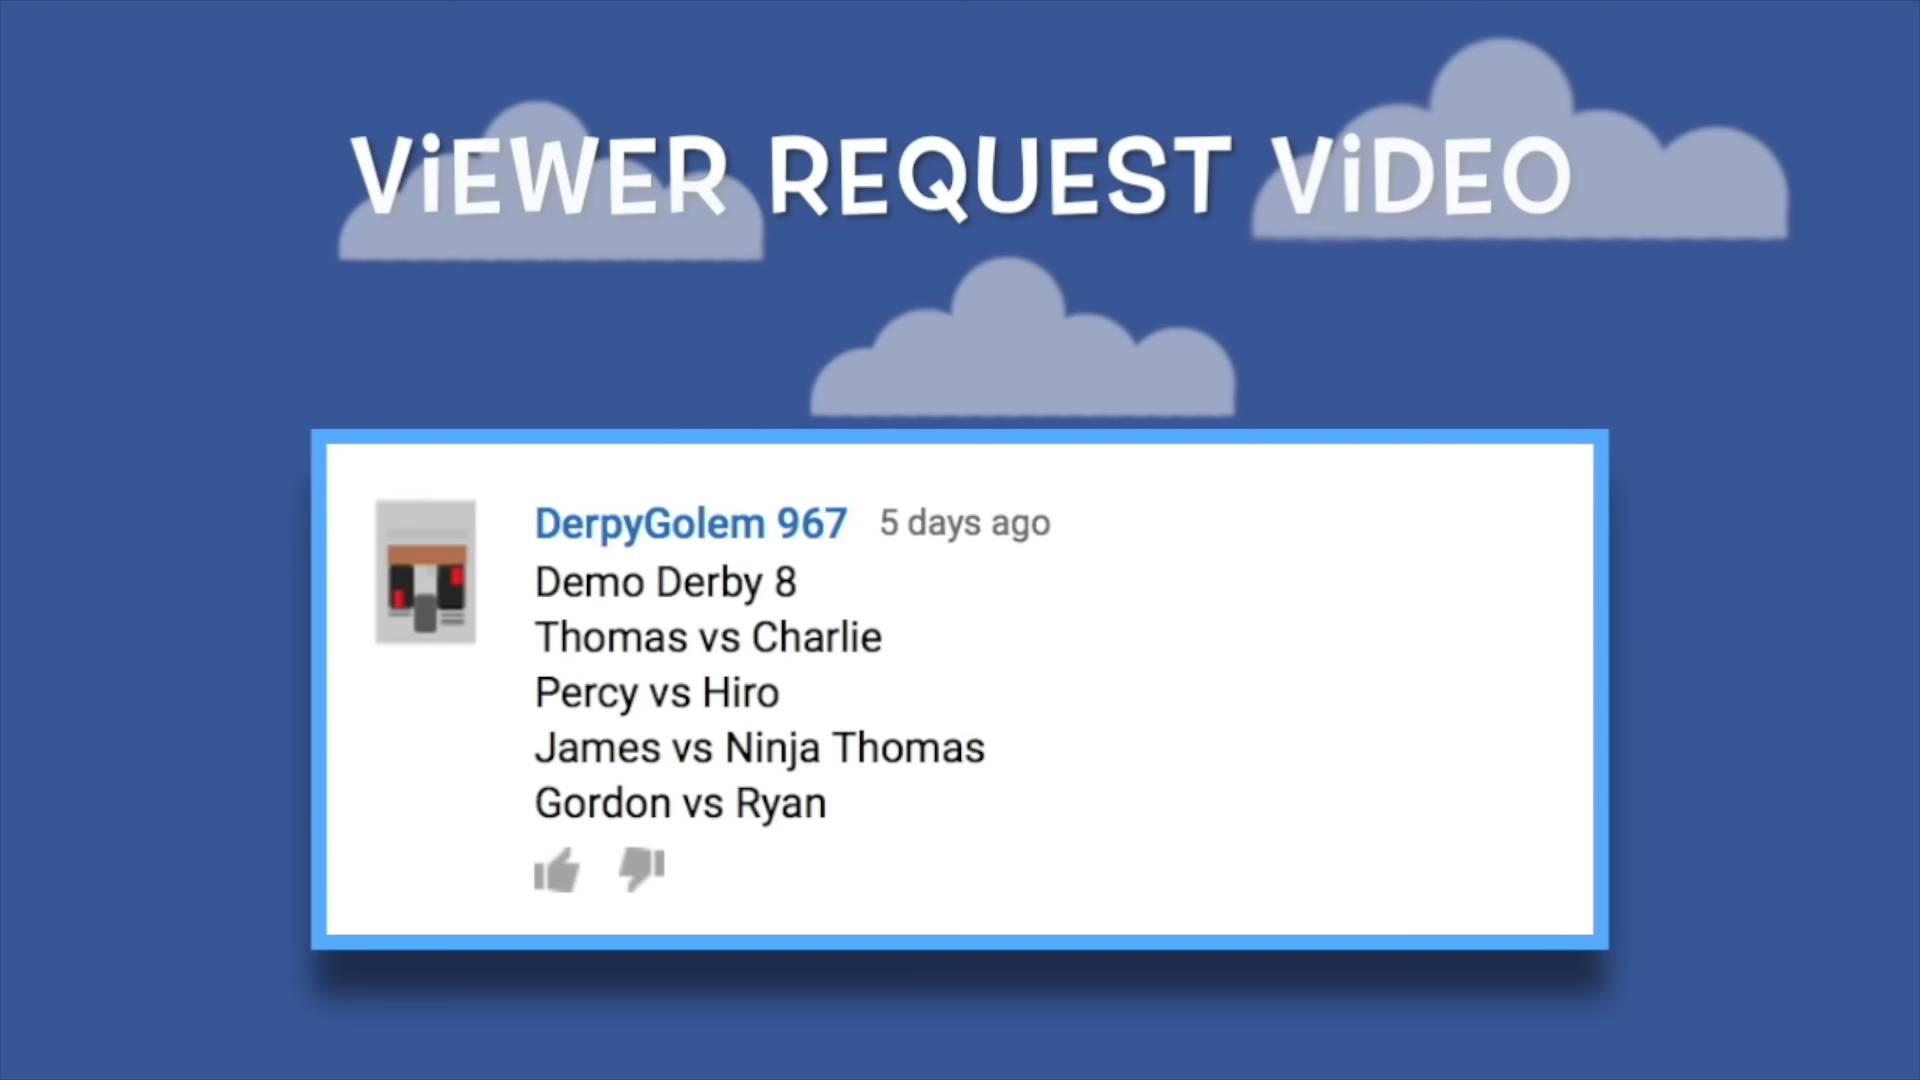 ViEWER REQUEST ViDEO
DerpyGolem 967 5 days ago
Demo Derby 8
Thomas vs Charlie
Percy vs Hiro
James vs Ninja Thomas
Gordon vs Ryan